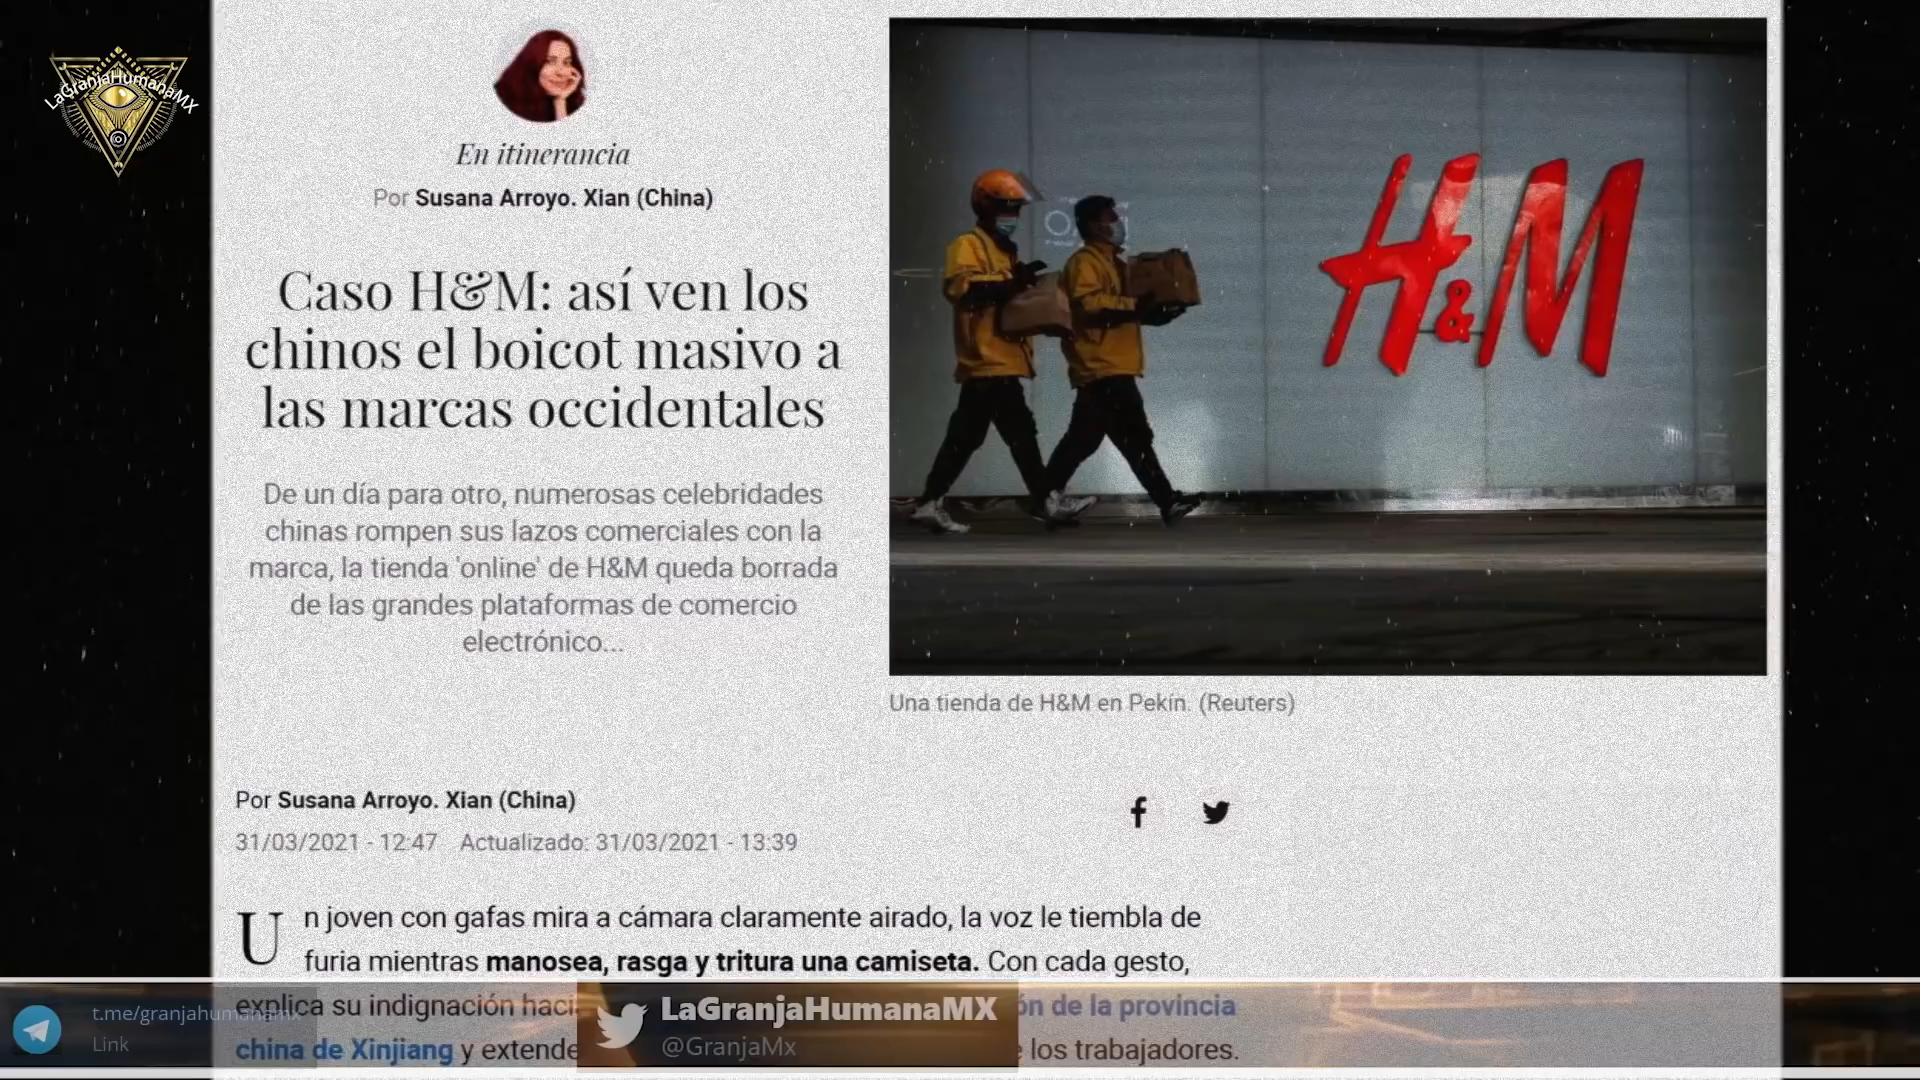 LaGranjaHumanaMX
En itinerancia
Por Susana Arroyo. Xian (China)
Caso H&M: así ven los
chinos el boicot masivo a
las marcas occidentales
De un día para otro, numerosas celebridades
chinas rompen sus lazos comerciales con la
marca, la tienda 'online' de H&M queda borrada
de las grandes plataformas de comercio
electrónico...
H&M
Una tienda de H&M en Pekín. (Reuters)
Por Susana Arroyo. Xian (China)
31/03/2021 - 12:47 Actualizado: 31/03/2021 - 13:39
Un joven con gafas mira a cámara claramente airado, la voz le tiembla de
furia mientras manosea, rasga y tritura una camiseta. Con cada gesto,
explica su indignación haci ón de la provincia
china de Xinjiang y extende los trabajadores.
t.me/granjahumanamx
Link
LaGranjaHumanaMX
@GranjaMx